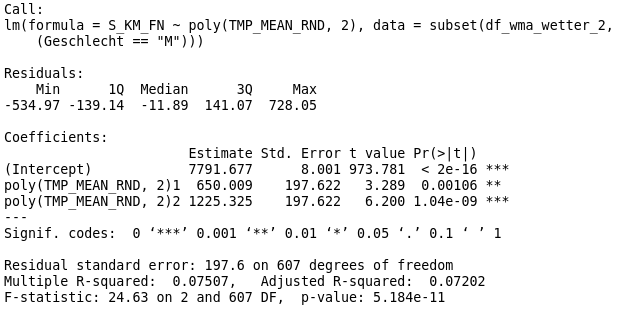 Call:
lm(formula = S_KM_FN ~ poly(TMP_MEAN_RND, 2), data = subset(df_wma_wetter_2,
    (Geschlecht == "M")))

Residuals:
    Min      1Q  Median      3Q     Max
-534.97 -139.14  -11.89  141.07  728.05

Coefficients:
                       Estimate Std. Error t value Pr(>|t|)
(Intercept)            7791.677      8.001 973.781  < 2e-16 ***
poly(TMP_MEAN_RND, 2)1  650.009    197.622   3.289  0.00106 **
poly(TMP_MEAN_RND, 2)2 1225.325    197.622   6.200 1.04e-09 ***
---
Signif. codes:  0 ‘***’ 0.001 ‘**’ 0.01 ‘*’ 0.05 ‘.’ 0.1 ‘ ’ 1

Residual standard error: 197.6 on 607 degrees of freedom
Multiple R-squared:  0.07507,	Adjusted R-squared:  0.07202
F-statistic: 24.63 on 2 and 607 DF,  p-value: 5.184e-11